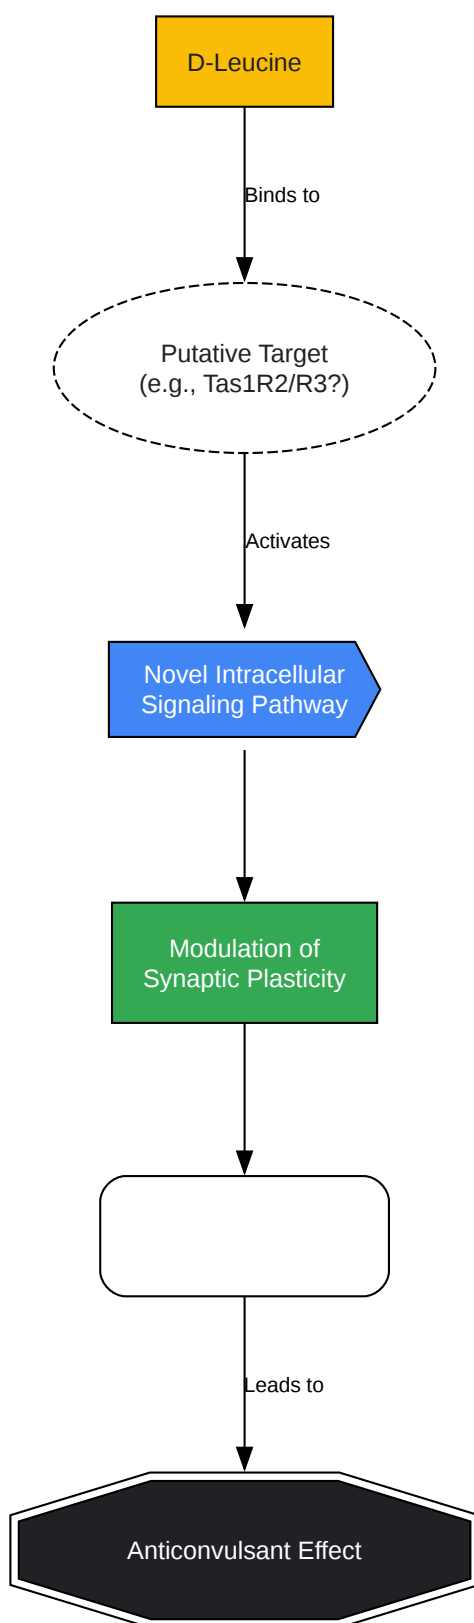 D-Leucine
Binds to
Putative Target
(e.g., Tas1R2/R3?)
Activates
Novel Intracellular
Signaling Pathway
Modulation of
Synaptic Plasticity
Leads to
Anticonvulsant Effect